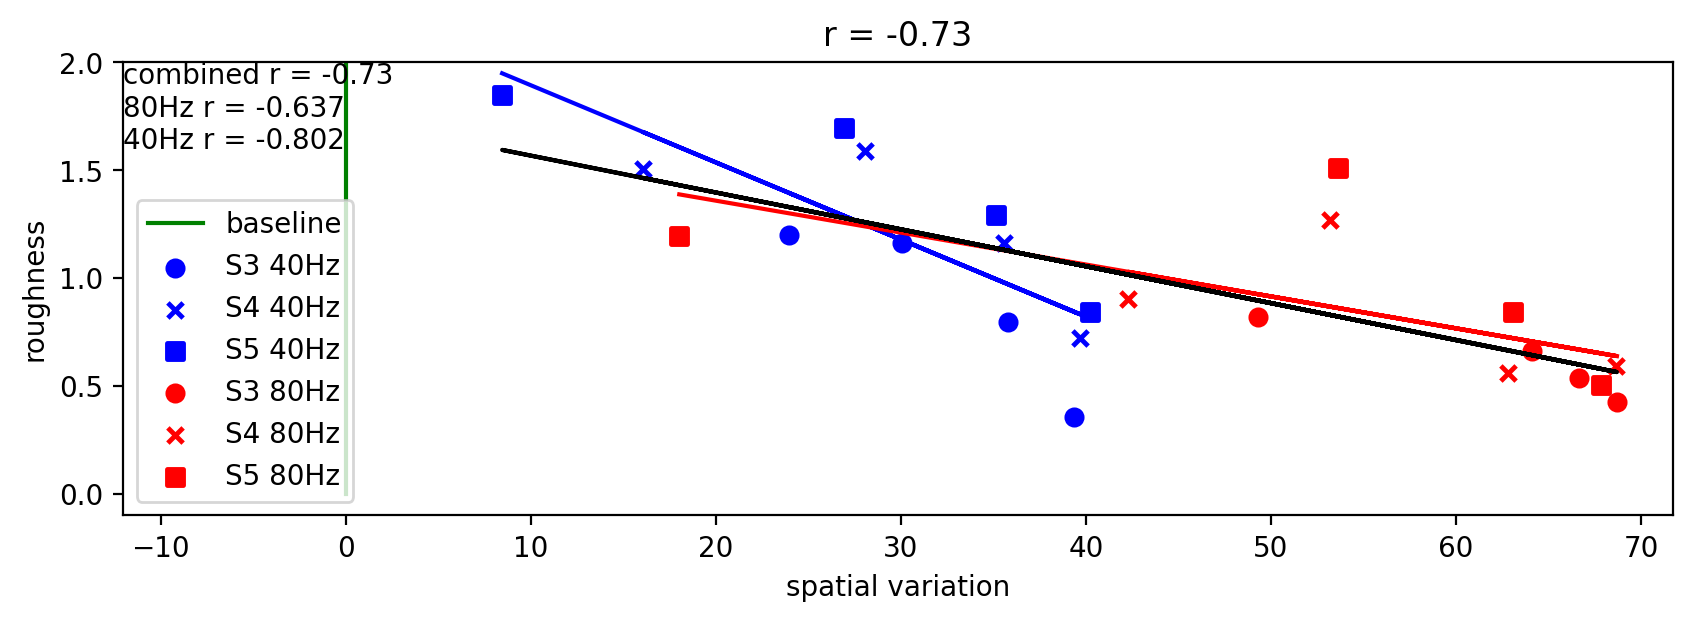 r = -0.73
combined r = -0.73
80Hz r = -0.637
40Hz r = -0.802
2.0
1.5
1.0
0.5
0.0
roughness
baseline
S3 40Hz
S4 40Hz
S5 40Hz
S3 80Hz
S4 80Hz
S5 80Hz
−10 0 10 20 30 40 50 60 70
spatial variation